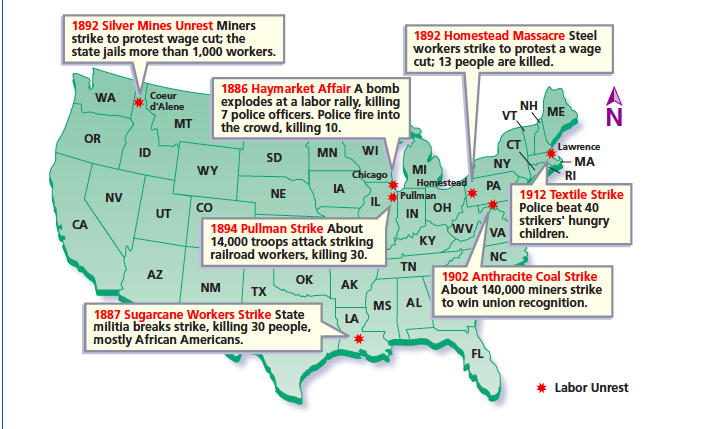 1892 Silver Mines Unrest Miners
strike to protest wage cut; the
state jails more than 1,000 workers.
1892 Homestead Massacre Steel
workers strike to protest a wage
cut; 13 people are killed.
1886 Haymarket Affair A bomb
explodes at a labor rally, killing
7 police officers. Police fire into
the crowd, killing 10.
WA
Coeur
d'Alene
MT
OR
ID
WY
SD
MN
WI
MI
NH
VT
ME
N
CT
Lawrence
MA
RI
NY
Chicago
Homestead
PA
Pullman
NV
UT
CO
NE
IA
IL
IN
OH
CA
WV
VA
KY
1912 Textile Strike
Police beat 40
strikers' hungry
children.
1894 Pullman Strike About
14,000 troops attack striking
railroad workers, killing 30.
NC
TN
1902 Anthracite Coal Strike
About 140,000 miners strike
to win union recognition.
AZ
NM
TX
OK
AK
MS
AL
LA
1887 Sugarcane Workers Strike State
militia breaks strike, killing 30 people,
mostly African Americans.
FL
Labor Unrest